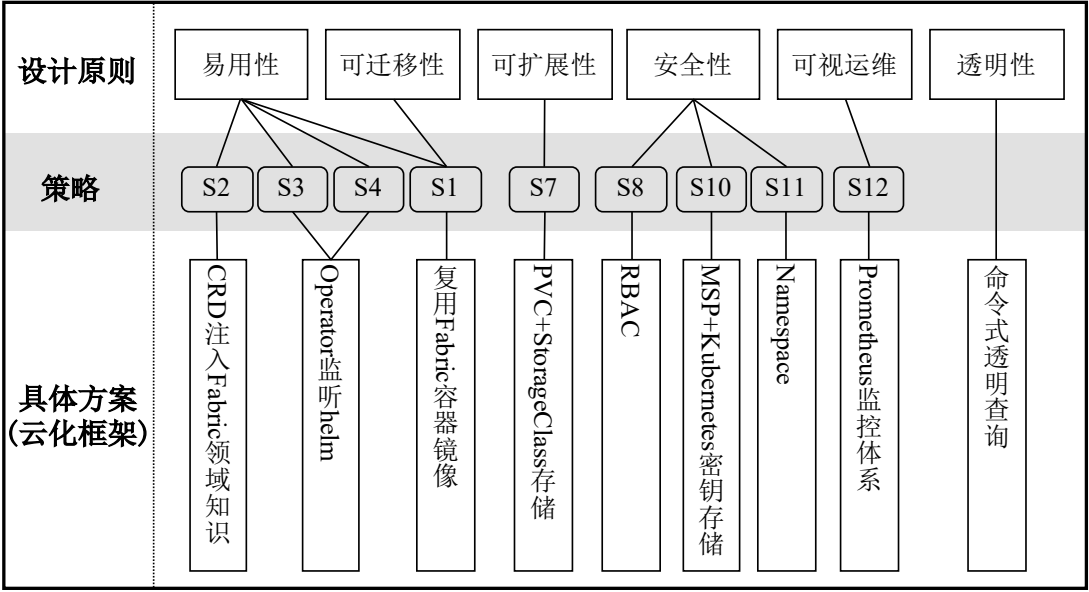 设计原则
易用性
可迁移性
可扩展性
安全性
可视运维
透明性
策略
S2
S3
S4
S1
S7
S8
S10
S11
S12
具体方案
(云化框架)
CRD注入Fabric领域知识
Operator监听helm
复用Fabric容器镜像
PVC+StorageClass存储
RBAC
MSP+Kubernetes密钥存储
Namespace
Prometheus监控体系
命令式透明查询